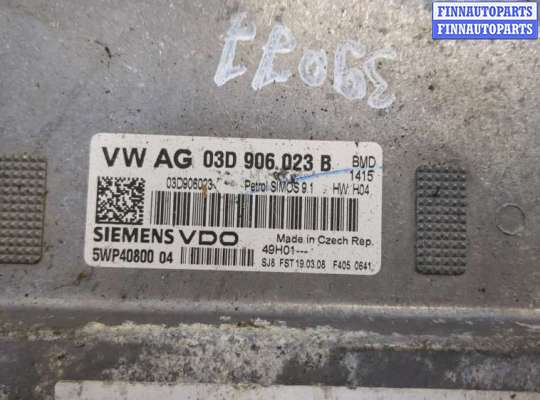 FINNAUTOPARTS
FINNAUTOPARTS
39077
VW AG 03D 906 023 B BMD
1415
03D906023 Petrol SIMOS 9.1 HW: H04
SIEMENS VDO Made in Czech Rep.
49H01---
5WP40800 04 SJ8 FST 19.03.08 F405 0641